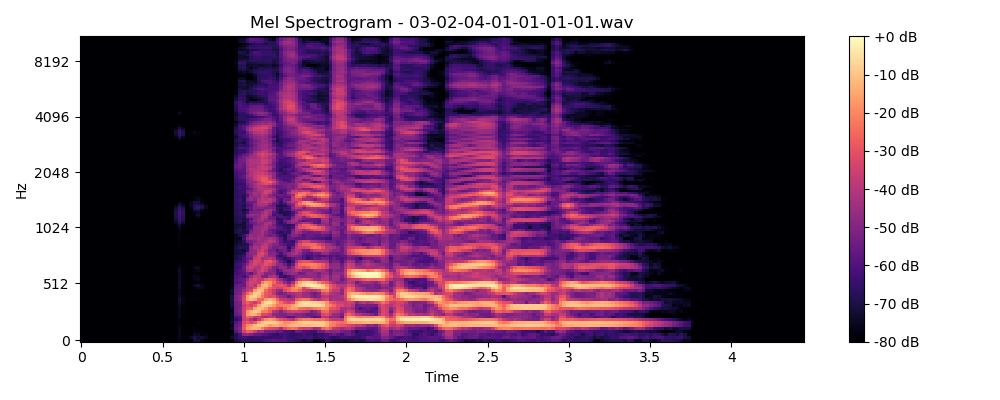 Mel Spectrogram - 03-02-04-01-01-01-01.wav
8192
4096
2048
1024
512
0
Hz
0 0.5 1 1.5 2 2.5 3 3.5 4
Time
+0 dB
-10 dB
-20 dB
-30 dB
-40 dB
-50 dB
-60 dB
-70 dB
-80 dB